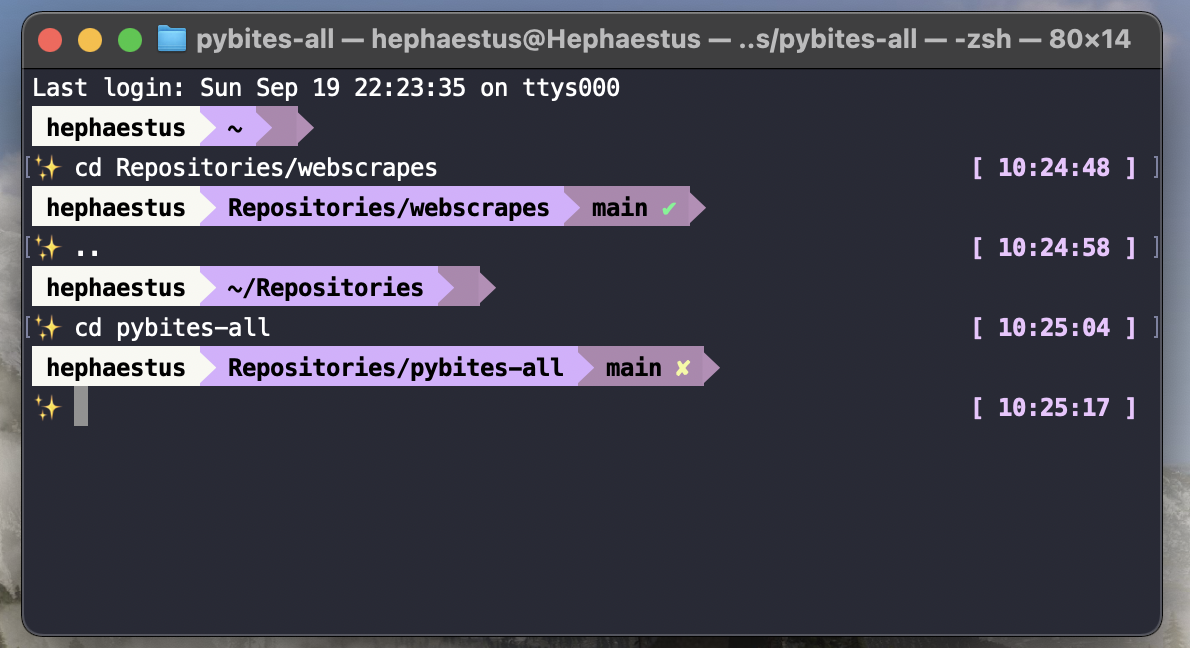 pybites-all — hephaestus@Hephaestus — ..s/pybites-all — -zsh — 80×14
Last login: Sun Sep 19 22:23:35 on ttys000
hephaestus ~
[✨ cd Repositories/webscrapes [ 10:24:48 ] ]
hephaestus Repositories/webscrapes main ✔
[✨ .. [ 10:24:58 ] ]
hephaestus ~/Repositories
[✨ cd pybites-all [ 10:25:04 ] ]
hephaestus Repositories/pybites-all main ✘
✨ [ 10:25:17 ]